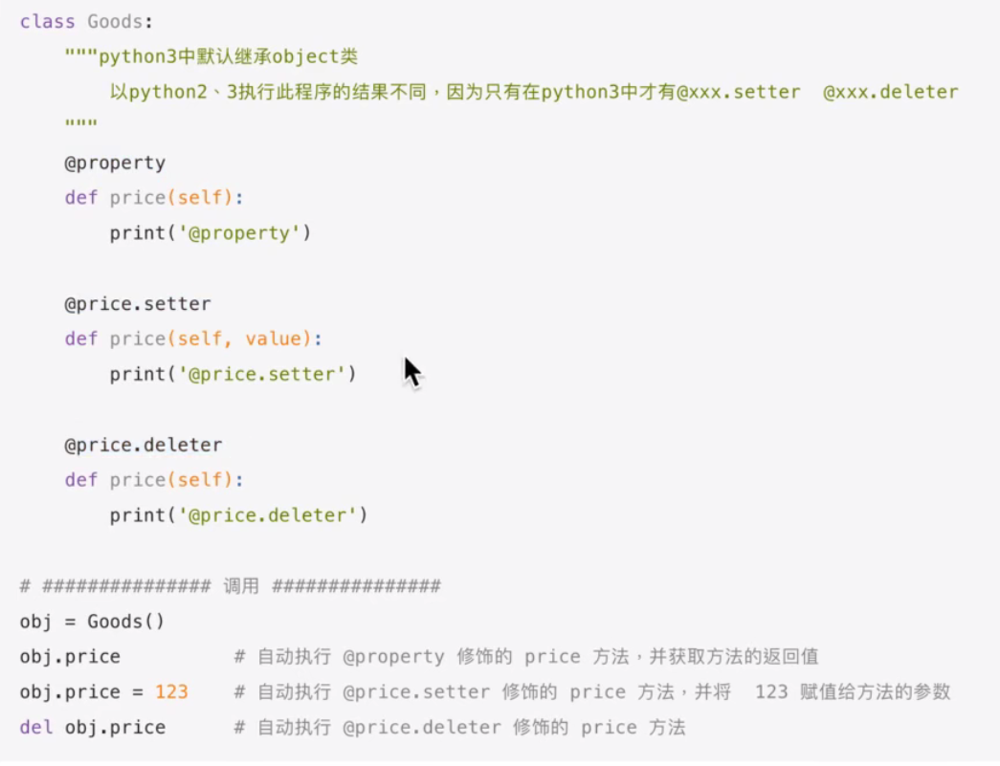 class Goods:
    """python3中默认继承object类
        以python2、3执行此程序的结果不同，因为只有在python3中才有@xxx.setter  @xxx.deleter
    """
    @property
    def price(self):
        print('@property')

    @price.setter
    def price(self, value):
        print('@price.setter')

    @price.deleter
    def price(self):
        print('@price.deleter')

# ############### 调用 ###############
obj = Goods()
obj.price          # 自动执行 @property 修饰的 price 方法，并获取方法的返回值
obj.price = 123    # 自动执行 @price.setter 修饰的 price 方法，并将  123 赋值给方法的参数
del obj.price      # 自动执行 @price.deleter 修饰的 price 方法